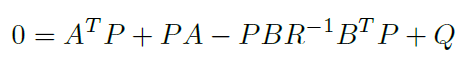 0 = A^T P + PA − PBR^{−1}B^T P + Q